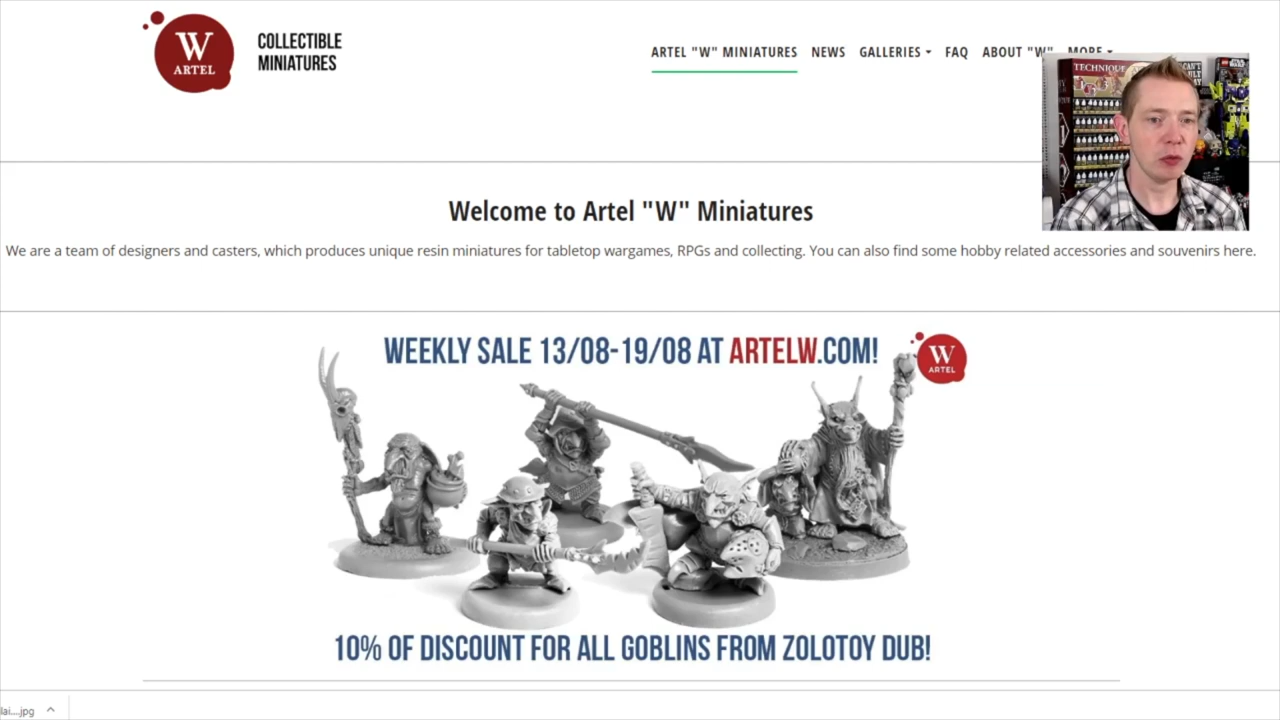 W
ARTEL
COLLECTIBLE
MINIATURES
ARTEL "W" MINIATURES NEWS GALLERIES FAQ ABOUT "W" MORE
TECHNIQUE
Welcome to Artel "W" Miniatures
We are a team of designers and casters, which produces unique resin miniatures for tabletop wargames, RPGs and collecting. You can also find some hobby related accessories and souvenirs here.
WEEKLY SALE 13/08-19/08 AT ARTELW.COM!
W
ARTEL
10% OF DISCOUNT FOR ALL GOBLINS FROM ZOLOTOY DUB!
lai....jpg